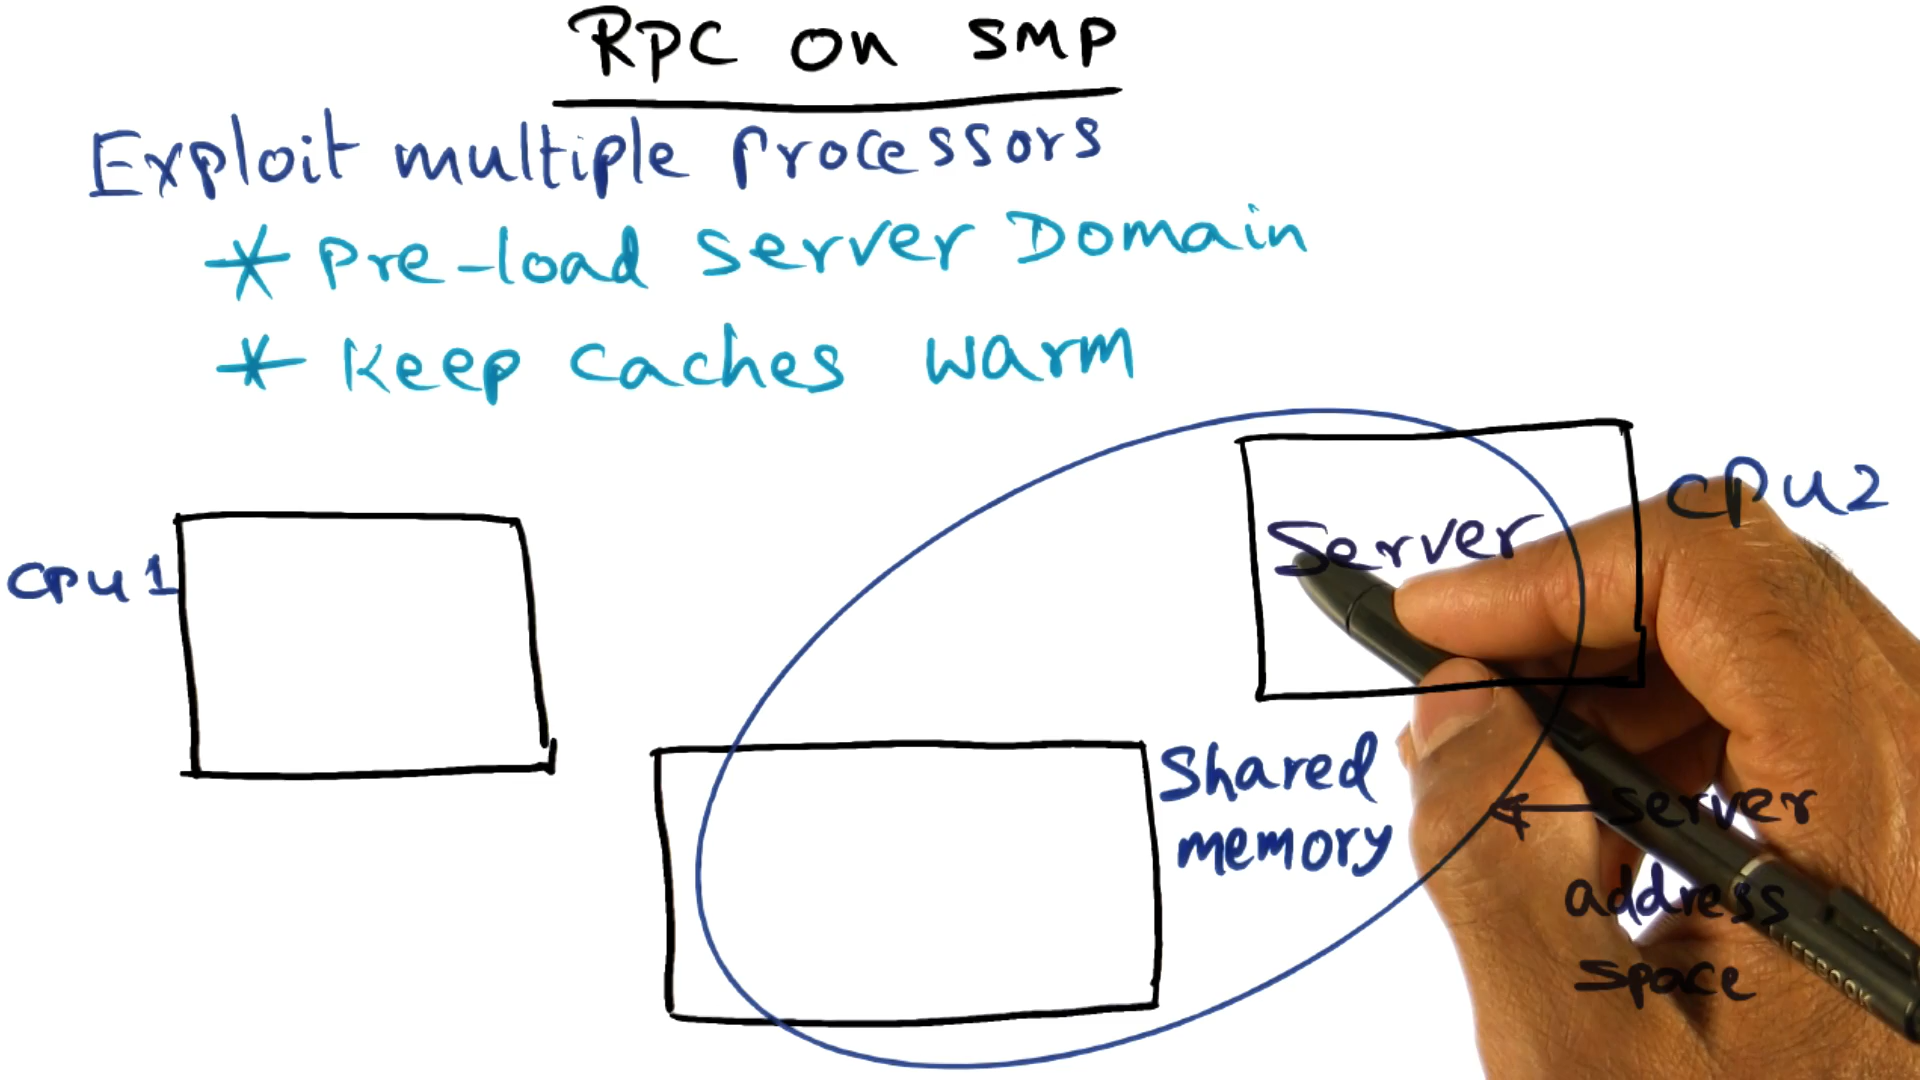 RPC on SMP
Exploit multiple processors
* Pre-load server Domain
* Keep caches warm
CPU2
Server
CPU 1
Shared
memory
server
address
space
LIFEBOOK